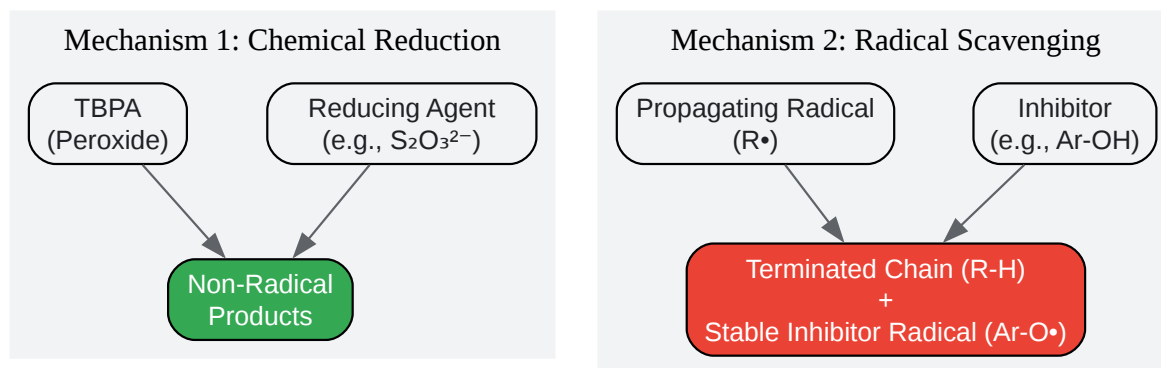 Mechanism 1: Chemical Reduction
TBPA
(Peroxide)
Reducing Agent
(e.g., S₂O₃²⁻)
Non-Radical
Products
Mechanism 2: Radical Scavenging
Propagating Radical
(R•)
Inhibitor
(e.g., Ar-OH)
Terminated Chain (R-H)
+
Stable Inhibitor Radical (Ar-O•)